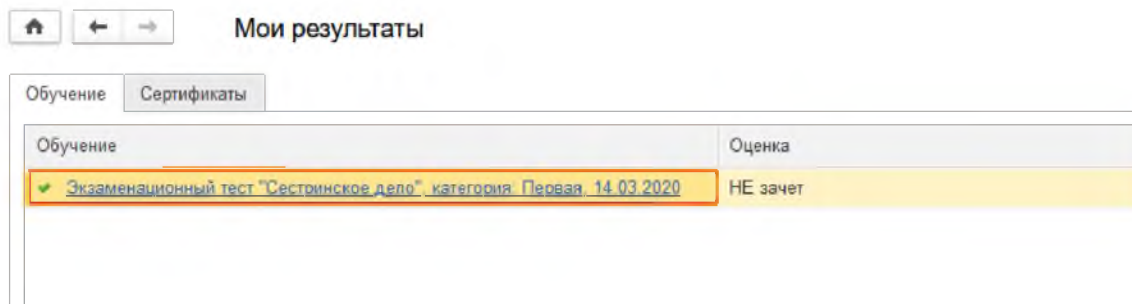 Мои результаты
Обучение Сертификаты
Обучение Оценка
Экзаменационный тест "Сестринское дело", категория: Первая, 14.03.2020 НЕ зачет